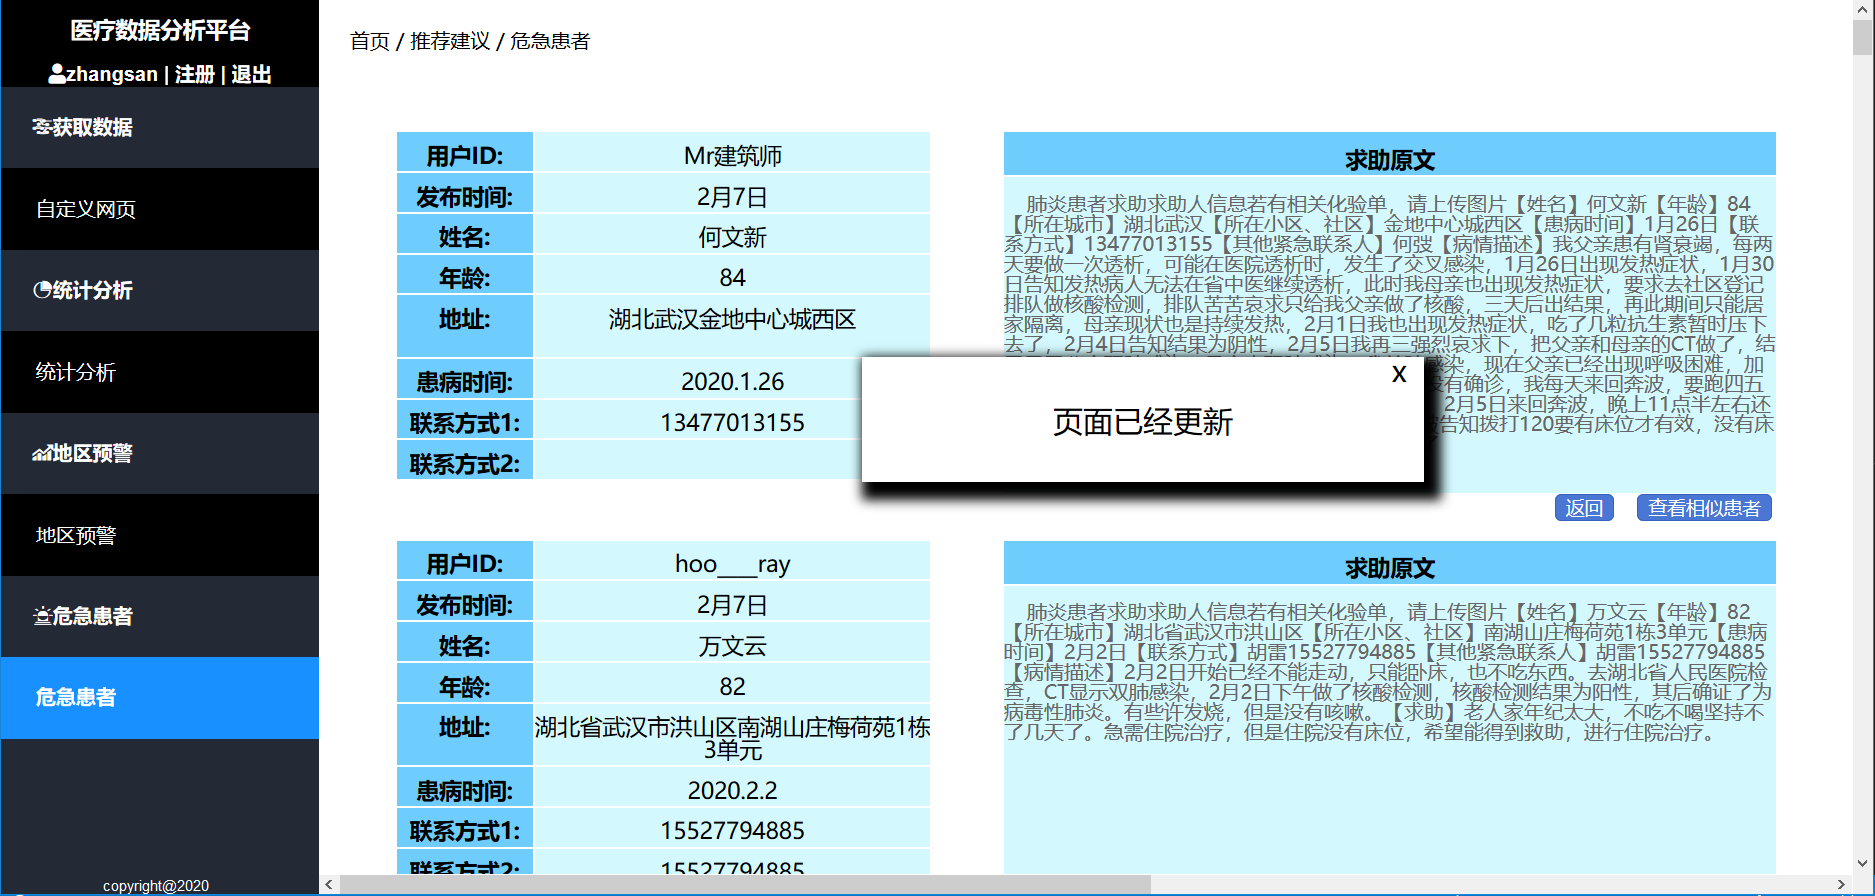 医疗数据分析平台
zhangsan | 注册 | 退出
获取数据
自定义网页
统计分析
统计分析
地区预警
地区预警
危急患者
危急患者
copyright@2020
首页 / 推荐建议 / 危急患者
用户ID: Mr建筑师
发布时间: 2月7日
姓名: 何文新
年龄: 84
地址: 湖北武汉金地中心城西区
患病时间: 2020.1.26
联系方式1: 13477013155
联系方式2:
求助原文
肺炎患者求助求助人信息若有相关化验单，请上传图片【姓名】何文新【年龄】84
【所在城市】湖北武汉【所在小区、社区】金地中心城西区【患病时间】1月26日【联
系方式】13477013155【其他紧急联系人】何弢【病情描述】我父亲患有肾衰竭，每两
天要做一次透析，可能在医院透析时，发生了交叉感染，1月26日出现发热症状，1月30
日告知发热病人无法在省中医继续透析，此时我母亲也出现发热症状，要求去社区登记
排队做核酸检测，排队苦苦哀求只给我父亲做了核酸，三天后出结果，再此期间只能居
家隔离，母亲现状也是持续发热，2月1日我也出现发热症状，吃了几粒抗生素暂时压下
去了，2月4日告知结果为阴性，2月5日我再三强烈哀求下，把父亲和母亲的CT做了，结
感染，现在父亲已经出现呼吸困难，加
没有确诊，我每天来回奔波，要跑四五
2月5日来回奔波，晚上11点半左右还
告知拨打120要有床位才有效，没有床
X
页面已经更新
返回 查看相似患者
用户ID: hoo____ray
发布时间: 2月7日
姓名: 万文云
年龄: 82
地址: 湖北省武汉市洪山区南湖山庄梅荷苑1栋
3单元
患病时间: 2020.2.2
联系方式1: 15527794885
联系方式2: 15527794885
求助原文
肺炎患者求助求助人信息若有相关化验单，请上传图片【姓名】万文云【年龄】82
【所在城市】湖北省武汉市洪山区【所在小区、社区】南湖山庄梅荷苑1栋3单元【患病
时间】2月2日【联系方式】胡雷15527794885【其他紧急联系人】胡雷15527794885
【病情描述】2月2日开始已经不能走动，只能卧床，也不吃东西。去湖北省人民医院检
查，CT显示双肺感染，2月2日下午做了核酸检测，核酸检测结果为阳性，其后确证了为
病毒性肺炎。有些许发烧，但是没有咳嗽。【求助】老人家年纪太大，不吃不喝坚持不
了几天了。急需住院治疗，但是住院没有床位，希望能得到救助，进行住院治疗。